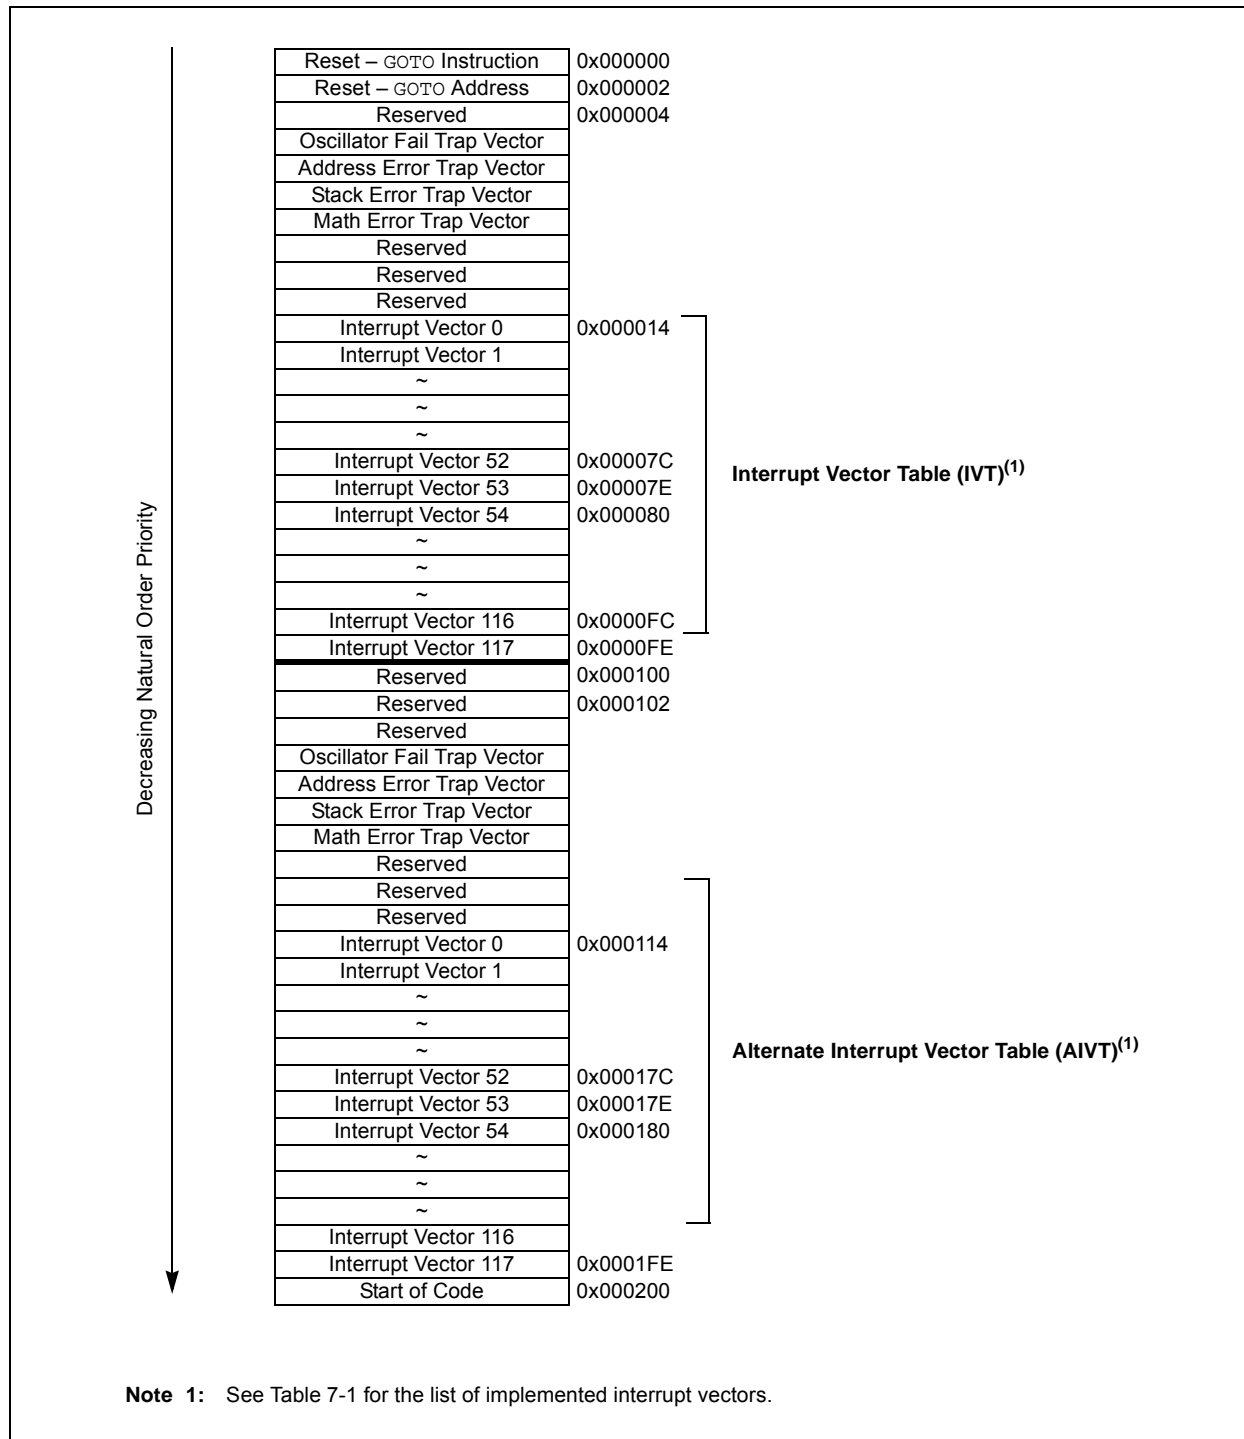 Reset – GOTO Instruction 0x000000
Reset – GOTO Address 0x000002
Reserved 0x000004
Oscillator Fail Trap Vector
Address Error Trap Vector
Stack Error Trap Vector
Math Error Trap Vector
Reserved
Reserved
Reserved
Interrupt Vector 0 0x000014
Interrupt Vector 1
~
~
~
Interrupt Vector 52 0x00007C
Interrupt Vector Table (IVT)(1)
Interrupt Vector 53 0x00007E
Interrupt Vector 54 0x000080
~
~
~
Interrupt Vector 116 0x0000FC
Interrupt Vector 117 0x0000FE
Decreasing Natural Order Priority
Reserved 0x000100
Reserved 0x000102
Reserved
Oscillator Fail Trap Vector
Address Error Trap Vector
Stack Error Trap Vector
Math Error Trap Vector
Reserved
Reserved
Reserved
Interrupt Vector 0 0x000114
Interrupt Vector 1
~
~
~
Alternate Interrupt Vector Table (AIVT)(1)
Interrupt Vector 52 0x00017C
Interrupt Vector 53 0x00017E
Interrupt Vector 54 0x000180
~
~
~
Interrupt Vector 116
Interrupt Vector 117 0x0001FE
Start of Code 0x000200
Note 1: See Table 7-1 for the list of implemented interrupt vectors.